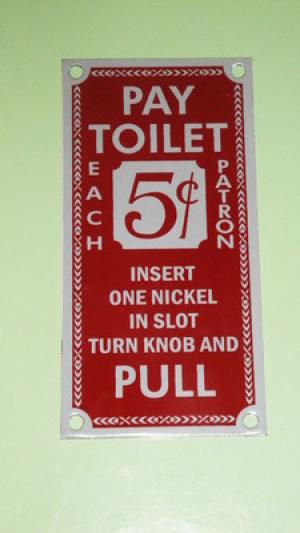 PAY
TOILET
EACH
5¢
PATRON
INSERT
ONE NICKEL
IN SLOT
TURN KNOB AND
PULL